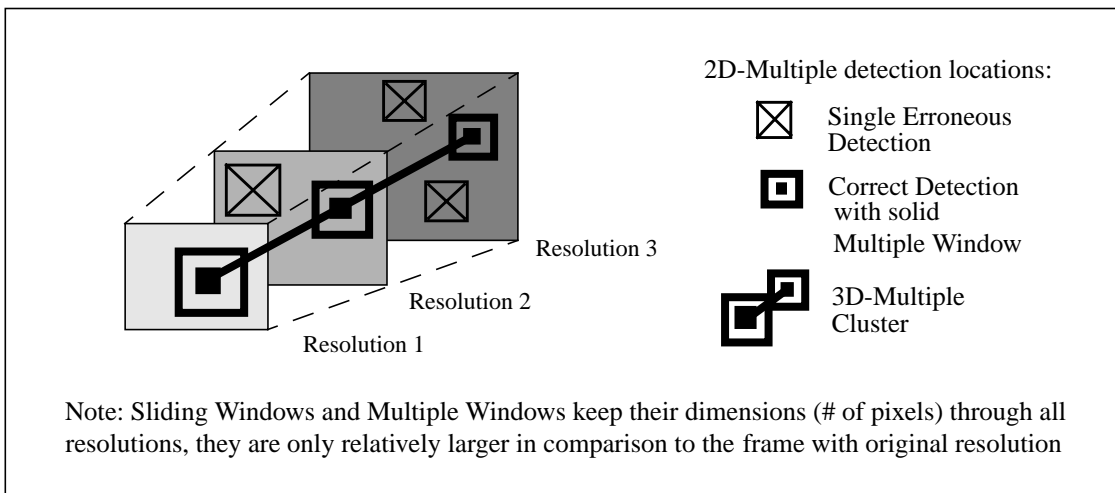 2D-Multiple detection locations:
Single Erroneous
Detection
Correct Detection
with solid
Multiple Window
3D-Multiple
Cluster
Resolution 3
Resolution 2
Resolution 1
Note: Sliding Windows and Multiple Windows keep their dimensions (# of pixels) through all
resolutions, they are only relatively larger in comparison to the frame with original resolution